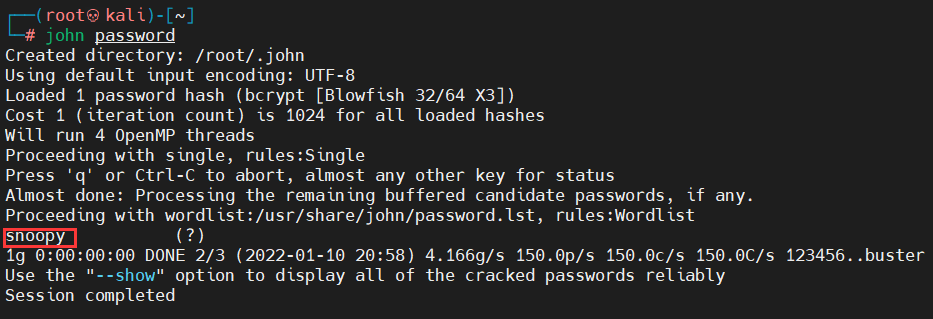 ┌──(root💀kali)-[~]
└─# john password
Created directory: /root/.john
Using default input encoding: UTF-8
Loaded 1 password hash (bcrypt [Blowfish 32/64 X3])
Cost 1 (iteration count) is 1024 for all loaded hashes
Will run 4 OpenMP threads
Proceeding with single, rules:Single
Press 'q' or Ctrl-C to abort, almost any other key for status
Almost done: Processing the remaining buffered candidate passwords, if any.
Proceeding with wordlist:/usr/share/john/password.lst, rules:Wordlist
snoopy           (?)
1g 0:00:00:00 DONE 2/3 (2022-01-10 20:58) 4.166g/s 150.0p/s 150.0c/s 150.0C/s 123456..buster
Use the "--show" option to display all of the cracked passwords reliably
Session completed